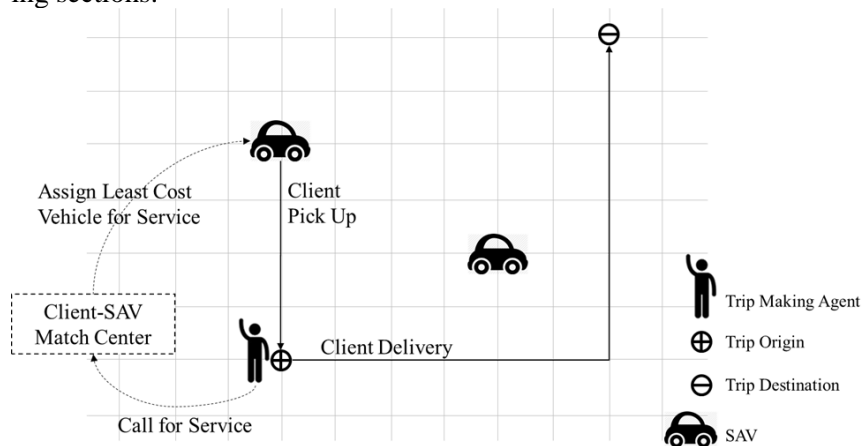 ing sections.
Assign Least Cost
Vehicle for Service
Client
Pick Up
Client-SAV
Match Center
Client Delivery
Call for Service
Trip Making Agent
Trip Origin
Trip Destination
SAV